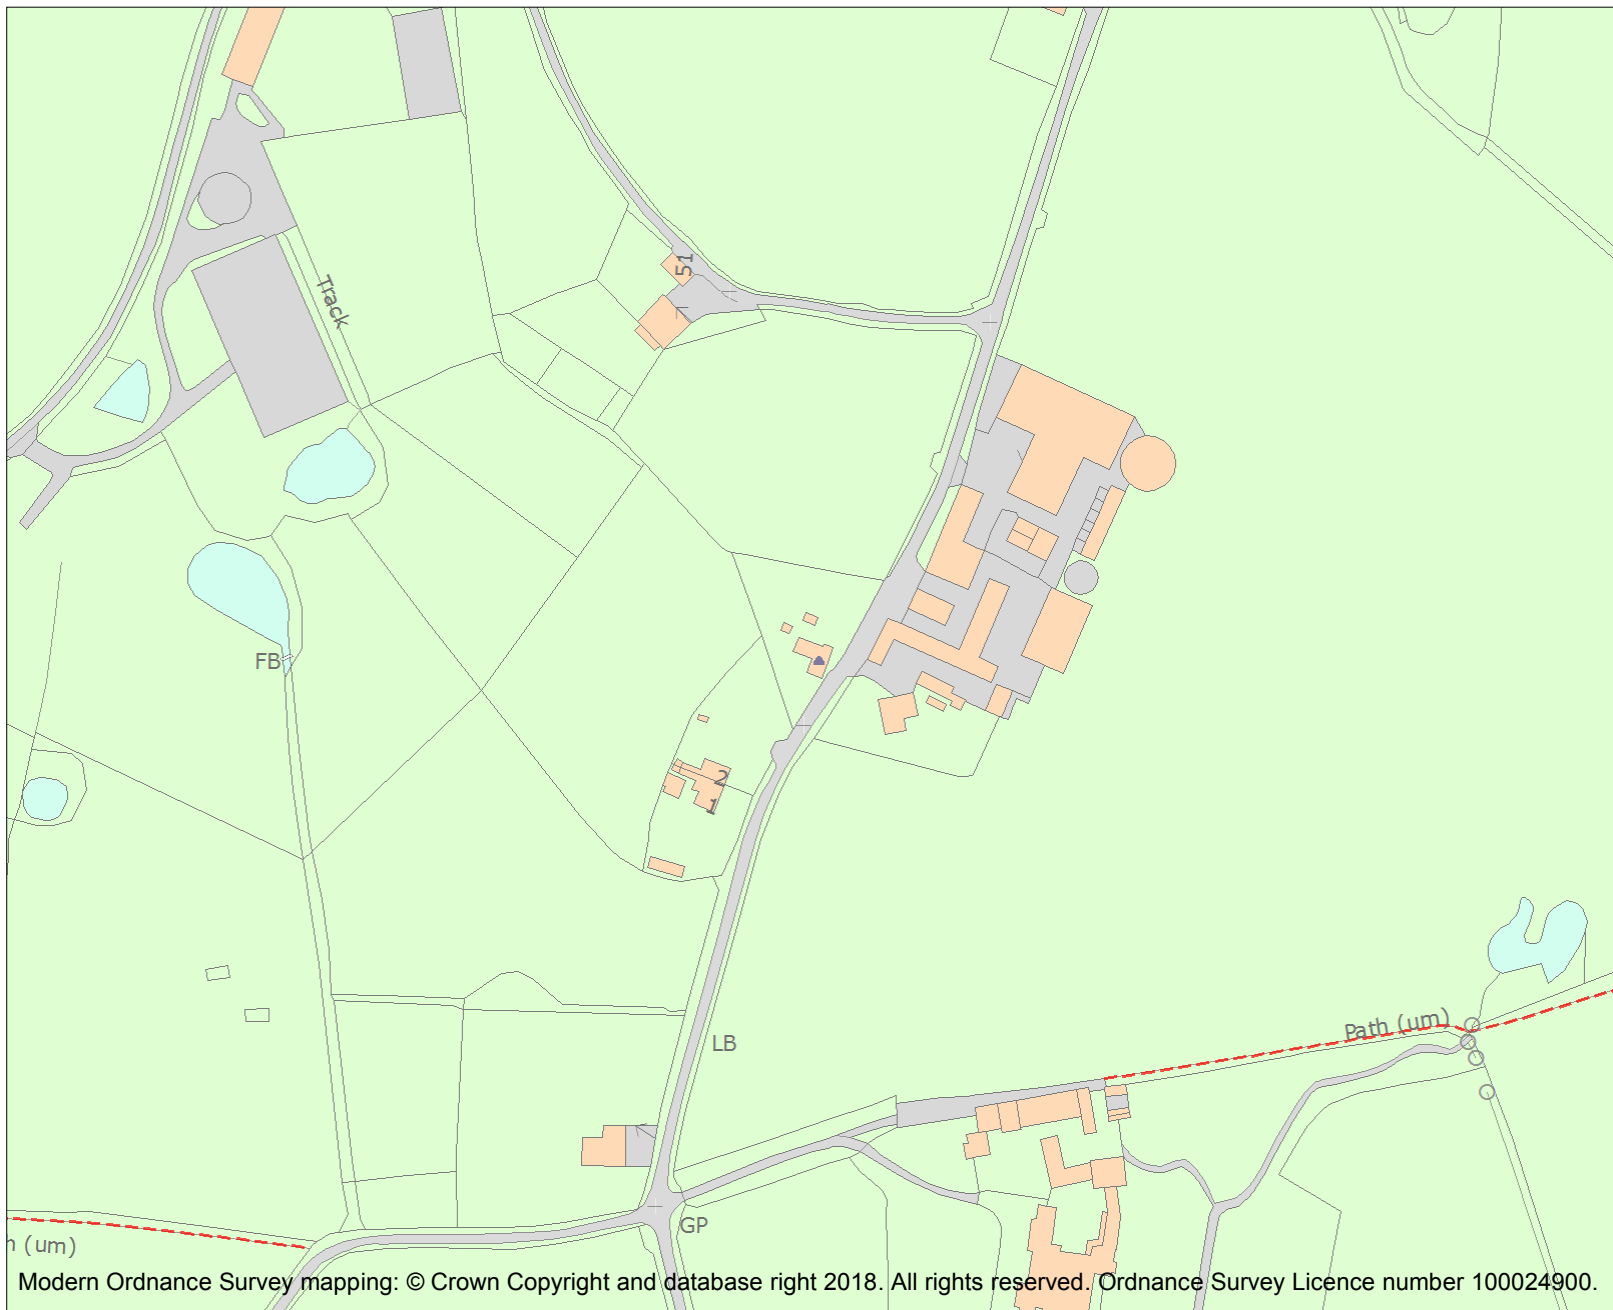 51
Track
FB
2
1
LB
Path (um)
GP
h (um)
Modern Ordnance Survey mapping: © Crown Copyright and database right 2018. All rights reserved. Ordnance Survey Licence number 100024900.